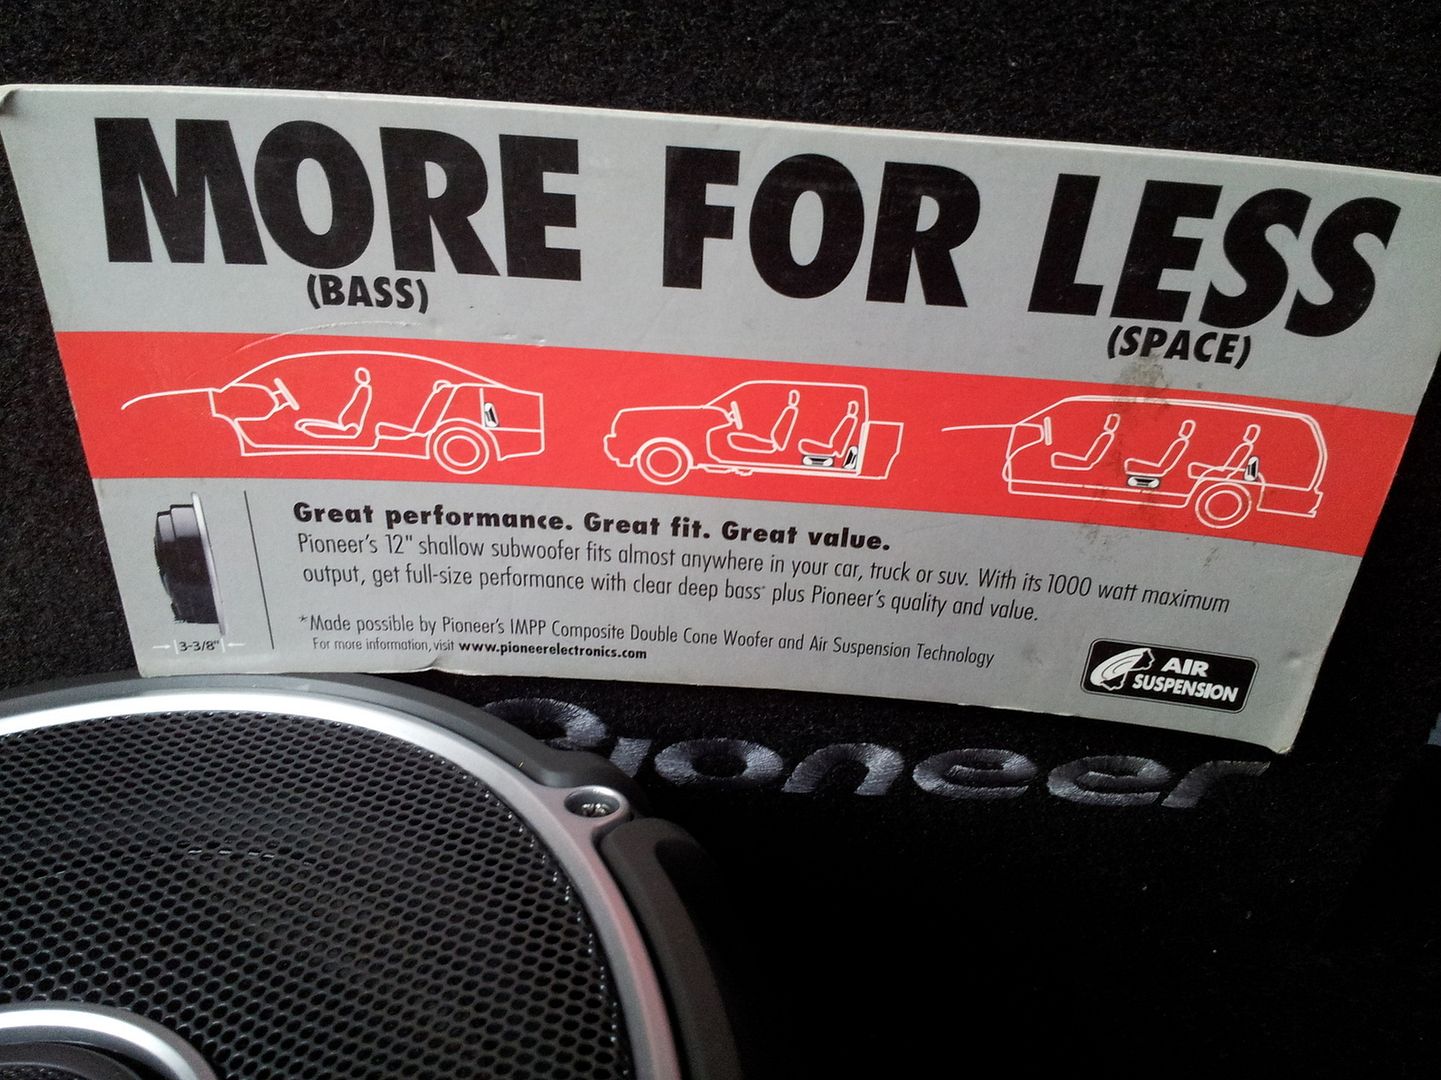 MORE FOR LESS
(BASS)
(SPACE)
Great performance. Great fit. Great value.
Pioneer's 12" shallow subwoofer fits almost anywhere in your car, truck or suv. With its 1000 watt maximum
output, get full-size performance with clear deep bass* plus Pioneer's quality and value.
*Made possible by Pioneer's IMPP Composite Double Cone Woofer and Air Suspension Technology
For more information, visit www.pioneerelectronics.com
3-3/8"
AIR
SUSPENSION
Pioneer